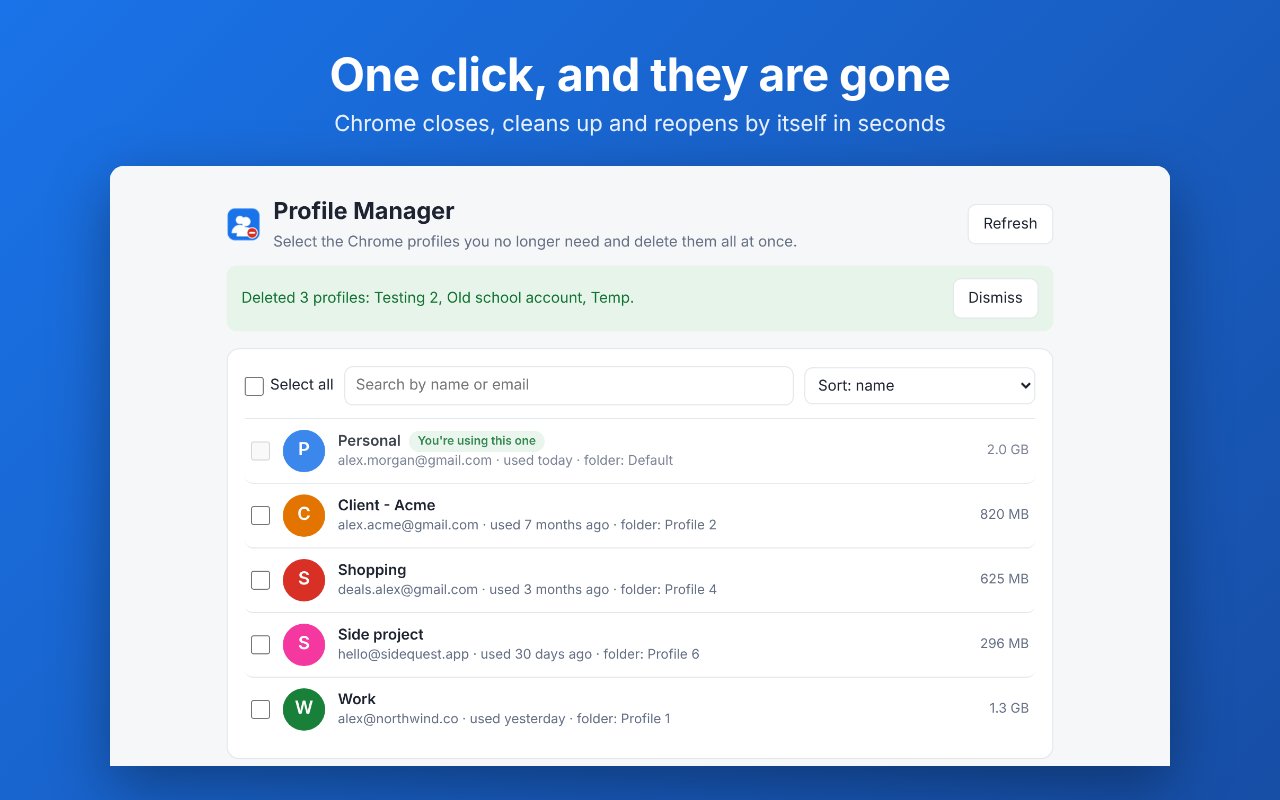 One click, and they are gone
Chrome closes, cleans up and reopens by itself in seconds
Profile Manager
Select the Chrome profiles you no longer need and delete them all at once.
Refresh
Deleted 3 profiles: Testing 2, Old school account, Temp.
Dismiss
Select all
Search by name or email
Sort: name
P
Personal
You're using this one
alex.morgan@gmail.com · used today · folder: Default
2.0 GB
C
Client - Acme
alex.acme@gmail.com · used 7 months ago · folder: Profile 2
820 MB
S
Shopping
deals.alex@gmail.com · used 3 months ago · folder: Profile 4
625 MB
S
Side project
hello@sidequest.app · used 30 days ago · folder: Profile 6
296 MB
W
Work
alex@northwind.co · used yesterday · folder: Profile 1
1.3 GB